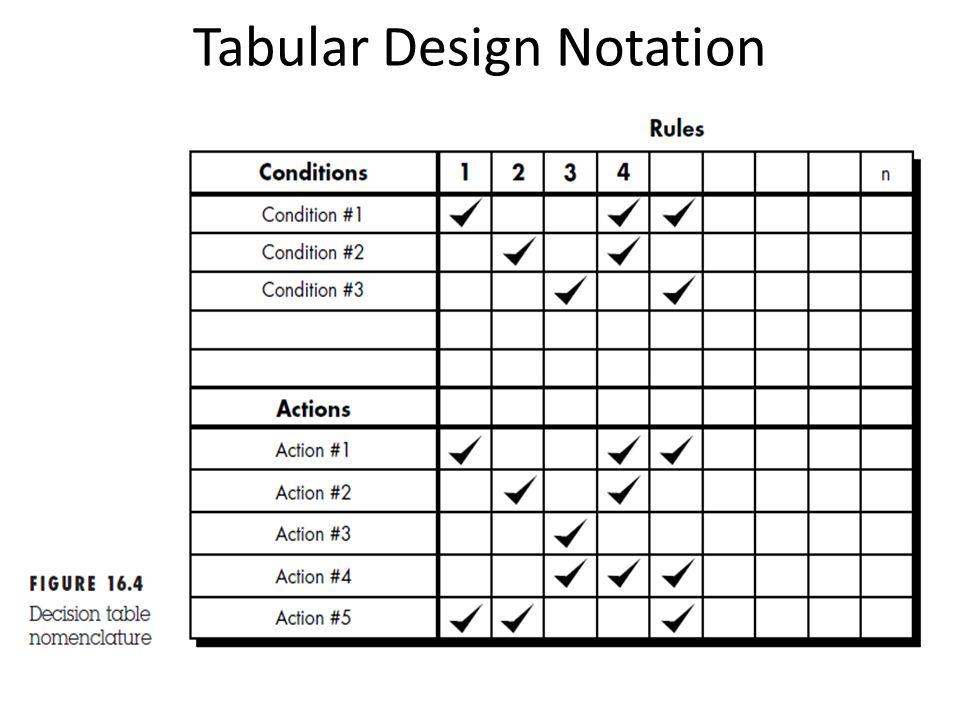 Tabular Design Notation
Rules
Conditions 1 2 3 4 n
Condition #1
Condition #2
Condition #3
Actions
Action #1
Action #2
Action #3
Action #4
Action #5
FIGURE 16.4
Decision table
nomenclature